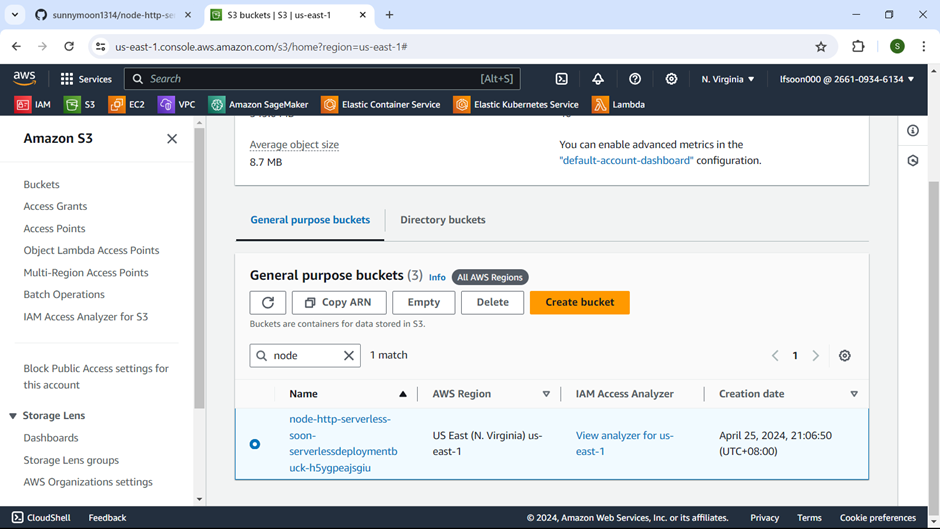 sunnymoon1314/node-http-ser
S3 buckets | S3 | us-east-1
us-east-1.console.aws.amazon.com/s3/home?region=us-east-1#
S
aws
Services
Search
[Alt+S]
N. Virginia
lfsoon000 @ 2661-0934-6134
IAM
S3
EC2
VPC
Amazon SageMaker
Elastic Container Service
Elastic Kubernetes Service
Lambda
Amazon S3
Buckets
Access Grants
Access Points
Object Lambda Access Points
Multi-Region Access Points
Batch Operations
IAM Access Analyzer for S3
Block Public Access settings for
this account
Storage Lens
Dashboards
Storage Lens groups
AWS Organizations settings
Average object size
8.7 MB
You can enable advanced metrics in the
"default-account-dashboard" configuration.
General purpose buckets
Directory buckets
General purpose buckets (3) Info All AWS Regions
Copy ARN
Empty
Delete
Create bucket
Buckets are containers for data stored in S3.
node
1 match
1
Name
AWS Region
IAM Access Analyzer
Creation date
node-http-serverless-
soon-
serverlessdeploymentb
uck-h5ygpeajsgiu
US East (N. Virginia) us-
east-1
View analyzer for us-
east-1
April 25, 2024, 21:06:50
(UTC+08:00)
CloudShell
Feedback
© 2024, Amazon Web Services, Inc. or its affiliates.
Privacy
Terms
Cookie preferences